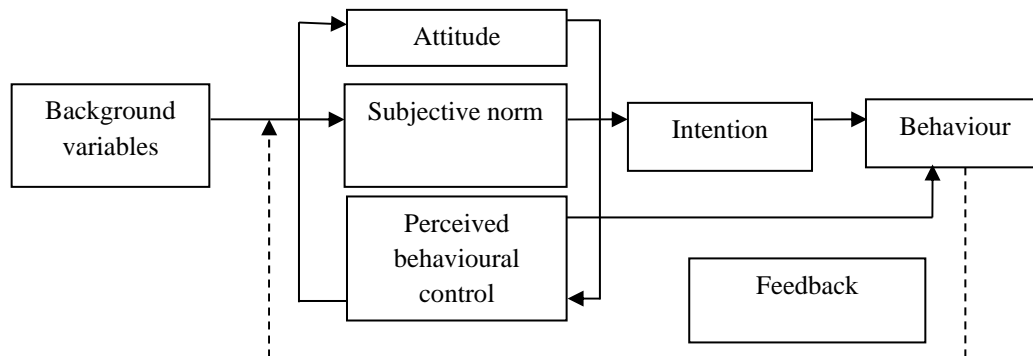 Attitude
Background
variables
Subjective norm
Intention
Behaviour
Perceived
behavioural
control
Feedback